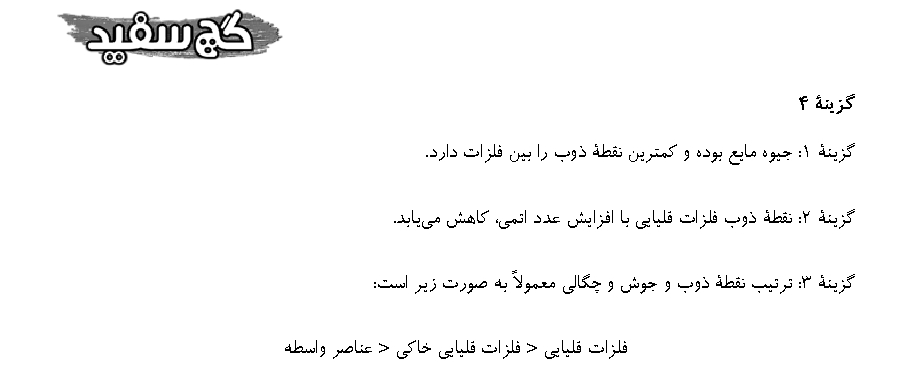 گچ سفید
گزینهٔ ۴
گزینهٔ ۱: جیوه مایع بوده و کمترین نقطهٔ ذوب را بین فلزات دارد.
گزینهٔ ۲: نقطهٔ ذوب فلزات قلیایی با افزایش عدد اتمی، کاهش می‌یابد.
گزینهٔ ۳: ترتیب نقطهٔ ذوب و جوش و چگالی معمولاً به صورت زیر است:
فلزات قلیایی < فلزات قلیایی خاکی < عناصر واسطه